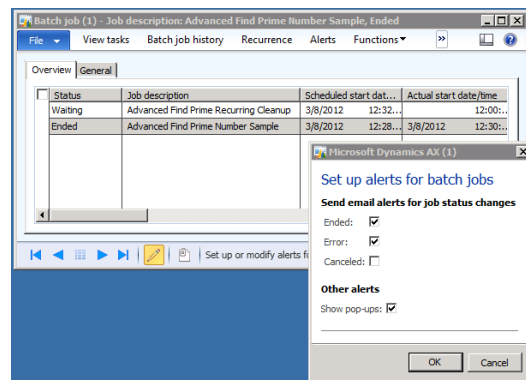 Batch job (1) - Job description: Advanced Find Prime Number Sample, Ended
File View tasks Batch job history Recurrence Alerts Functions »
Overview General
Status Job description Scheduled start dat... Actual start date/time
Waiting Advanced Find Prime Recurring Cleanup 3/8/2012 12:32... 12:00:...
Ended Advanced Find Prime Number Sample 3/8/2012 12:28... 3/8/2012 12:30:...
Set up or modify alerts
Microsoft Dynamics AX (1)
Set up alerts for batch jobs
Send email alerts for job status changes
Ended:
Error:
Canceled:
Other alerts
Show pop-ups:
OK Cancel